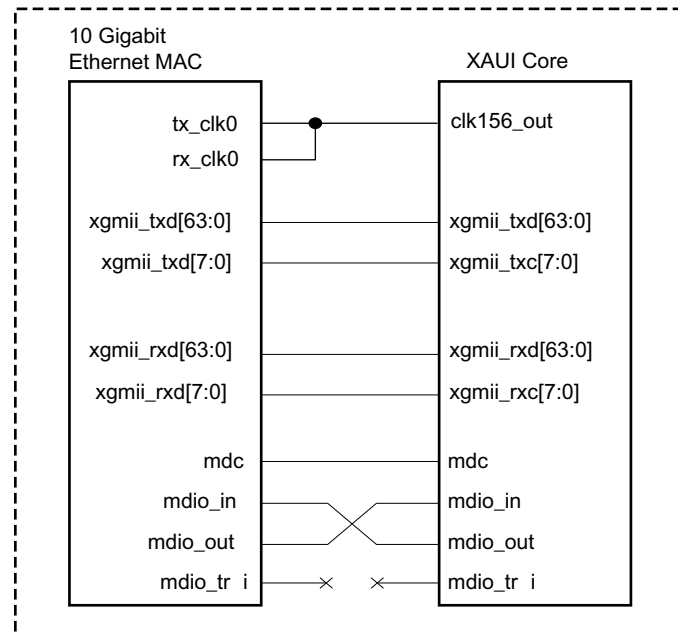 10 Gigabit
Ethernet MAC
XAUI Core
tx_clk0
clk156_out
rx_clk0
xgmii_txd[63:0]
xgmii_txd[63:0]
xgmii_txd[7:0]
xgmii_txc[7:0]
xgmii_rxd[63:0]
xgmii_rxd[63:0]
xgmii_rxd[7:0]
xgmii_rxc[7:0]
mdc
mdc
mdio_in
mdio_in
mdio_out
mdio_out
mdio_tr i
mdio_tr i